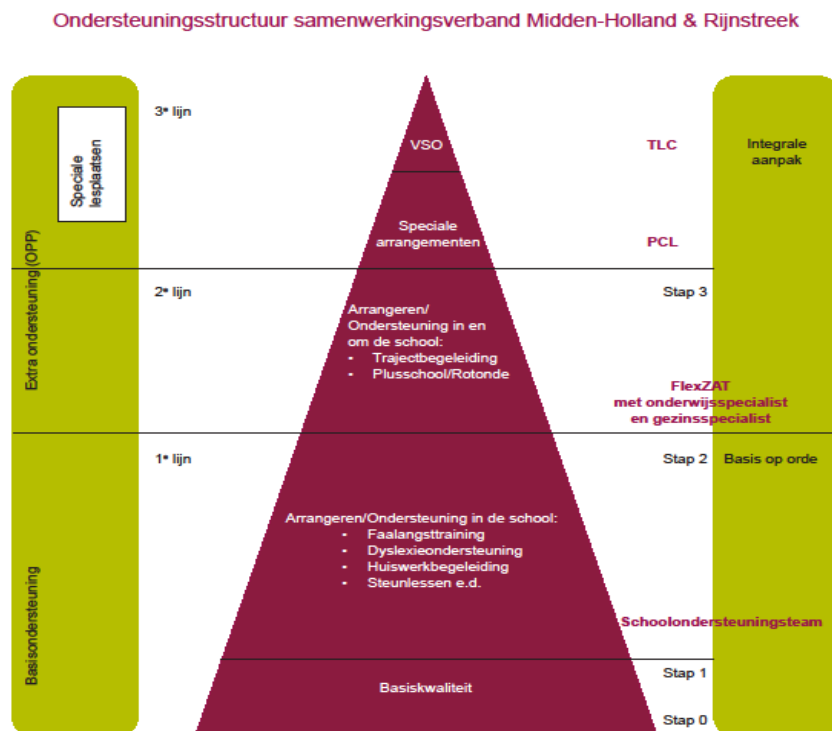 Ondersteuningsstructuur samenwerkingsverband Midden-Holland & Rijnstreek
3e lijn
Speciale
lesplaatsen
VSO
TLC
Integrale
aanpak
Speciale
arrangementen
PCL
Extra ondersteuning (OPP)
2e lijn
Stap 3
Arrangeren/
Ondersteuning in en
om de school:
- Trajectbegeleiding
- Plusschool/Rotonde
FlexZAT
met onderwijsspecialist
en gezinsspecialist
1e lijn
Stap 2
Basis op orde
Arrangeren/Ondersteuning in de school:
- Faalangsttraining
- Dyslexieondersteuning
- Huiswerkbegeleiding
- Steunlessen e.d.
Basisondersteuning
Schoolondersteuningsteam
Stap 1
Basiskwaliteit
Stap 0